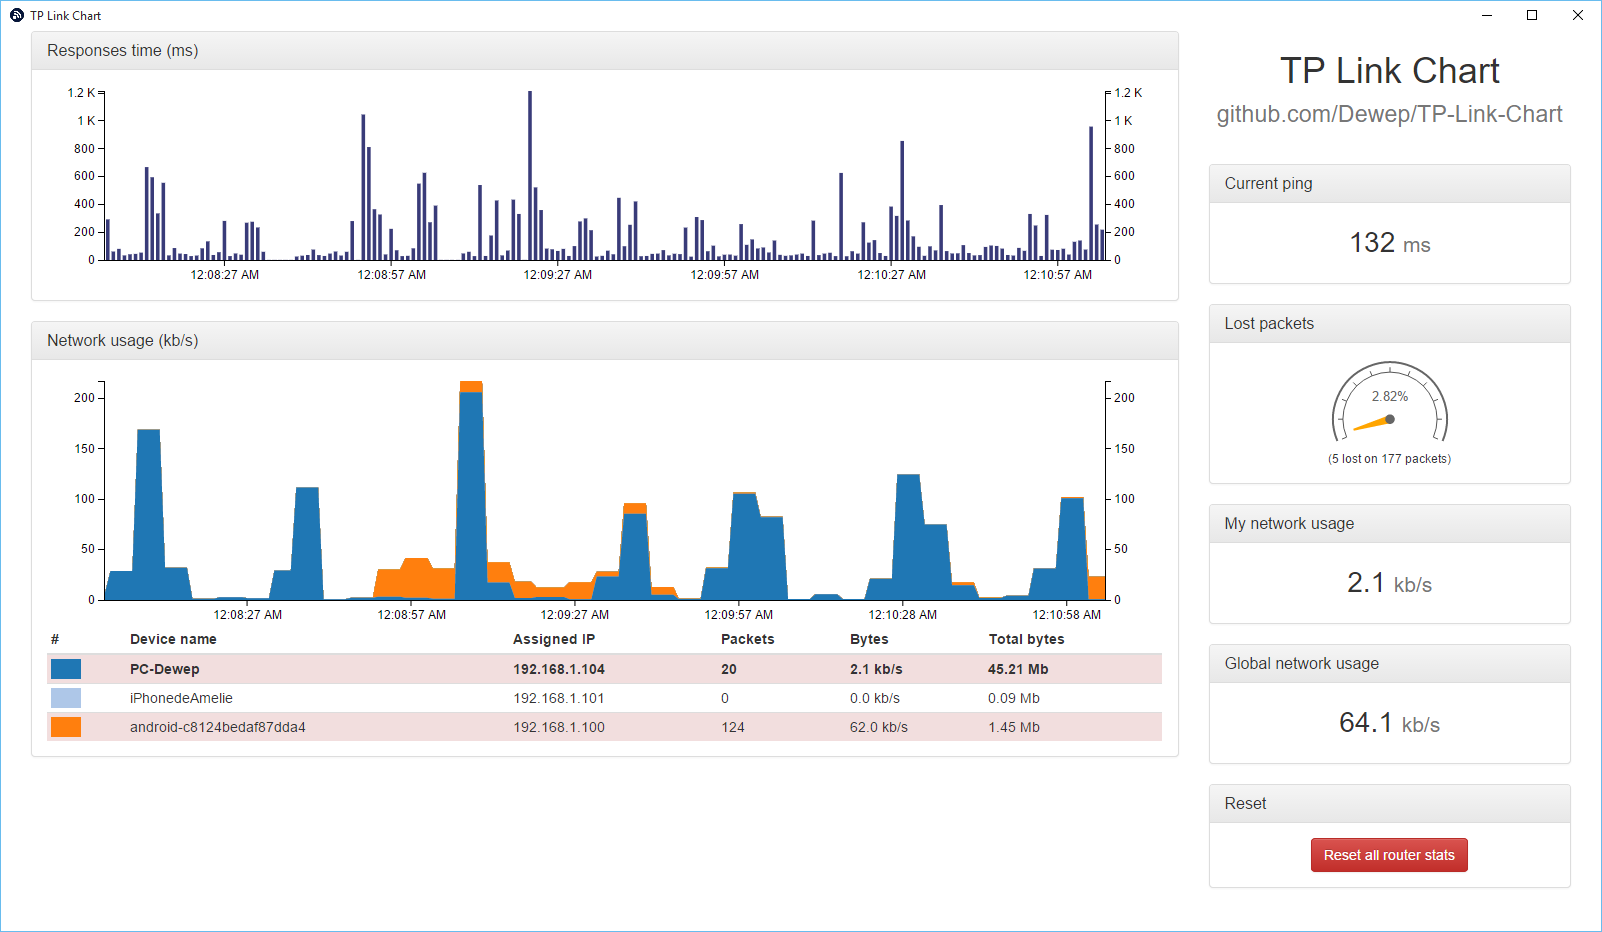 TP Link Chart
Responses time (ms)
1.2 K
1 K
800
600
400
200
0
1.2 K
1 K
800
600
400
200
0
12:08:27 AM
12:08:57 AM
12:09:27 AM
12:09:57 AM
12:10:27 AM
12:10:57 AM
Network usage (kb/s)
200
150
100
50
0
200
150
100
50
0
12:08:27 AM
12:08:57 AM
12:09:27 AM
12:09:57 AM
12:10:28 AM
12:10:58 AM
# Device name Assigned IP Packets Bytes Total bytes
PC-Dewep 192.168.1.104 20 2.1 kb/s 45.21 Mb
iPhonedeAmelie 192.168.1.101 0 0.0 kb/s 0.09 Mb
android-c8124bedaf87dda4 192.168.1.100 124 62.0 kb/s 1.45 Mb
TP Link Chart
github.com/Dewep/TP-Link-Chart
Current ping
132 ms
Lost packets
2.82%
(5 lost on 177 packets)
My network usage
2.1 kb/s
Global network usage
64.1 kb/s
Reset
Reset all router stats